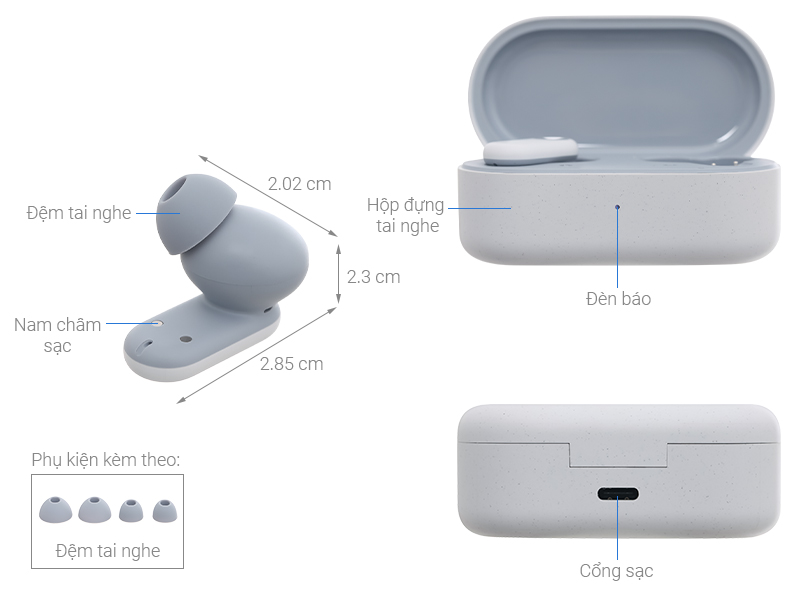 2.02 cm
Đệm tai nghe
2.3 cm
Nam châm
sạc
2.85 cm
Phụ kiện kèm theo:
Đệm tai nghe
Hộp đựng
tai nghe
Đèn báo
Cổng sạc